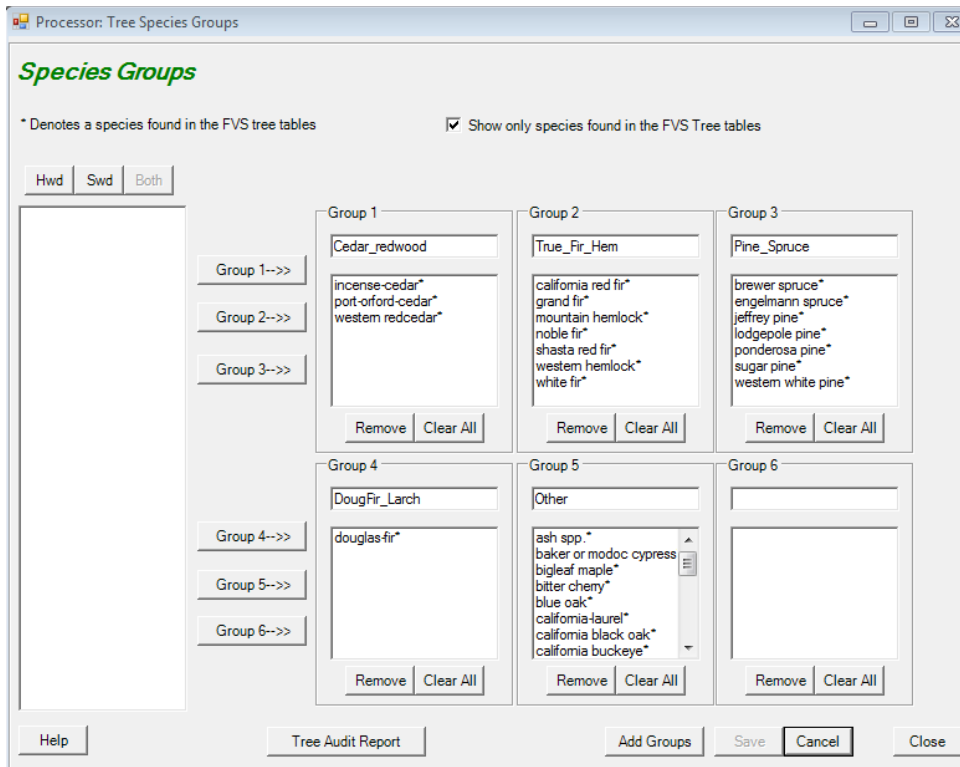 Processor: Tree Species Groups
Species Groups
* Denotes a species found in the FVS tree tables
Show only species found in the FVS Tree tables
Hwd Swd Both
Group 1-->>
Group 2-->>
Group 3-->>
Group 1
Cedar_redwood
incense-cedar*
port-orford-cedar*
western redcedar*
Remove Clear All
Group 2
True_Fir_Hem
california red fir*
grand fir*
mountain hemlock*
noble fir*
shasta red fir*
western hemlock*
white fir*
Remove Clear All
Group 3
Pine_Spruce
brewer spruce*
engelmann spruce*
jeffrey pine*
lodgepole pine*
ponderosa pine*
sugar pine*
western white pine*
Remove Clear All
Group 4-->>
Group 5-->>
Group 6-->>
Group 4
DougFir_Larch
douglas-fir*
Remove Clear All
Group 5
Other
ash spp.*
baker or modoc cypress
bigleaf maple*
bitter cherry*
blue oak*
california-laurel*
california black oak*
california buckeye*
Remove Clear All
Group 6
Remove Clear All
Help Tree Audit Report Add Groups Save Cancel Close